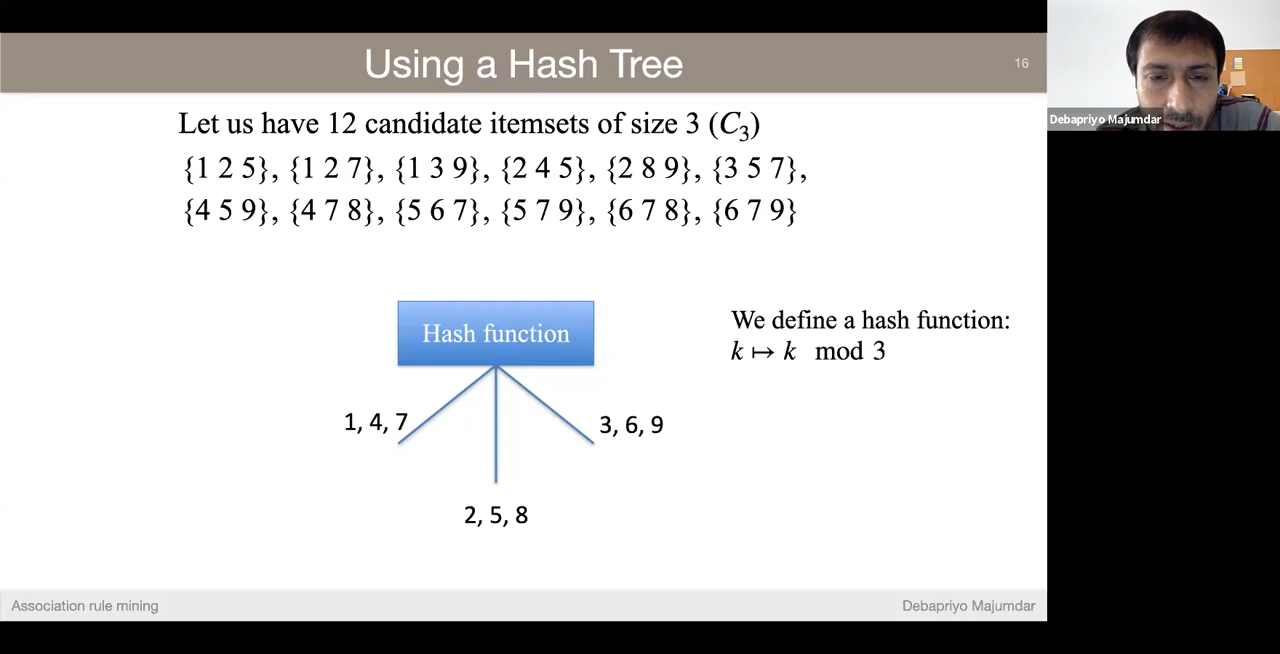 Using a Hash Tree
16
Let us have 12 candidate itemsets of size 3 (C₃)
{1 2 5}, {1 2 7}, {1 3 9}, {2 4 5}, {2 8 9}, {3 5 7},
{4 5 9}, {4 7 8}, {5 6 7}, {5 7 9}, {6 7 8}, {6 7 9}
Hash function
We define a hash function:
k ↦ k mod 3
1, 4, 7
3, 6, 9
2, 5, 8
Association rule mining
Debapriyo Majumdar
Debapriyo Majumdar